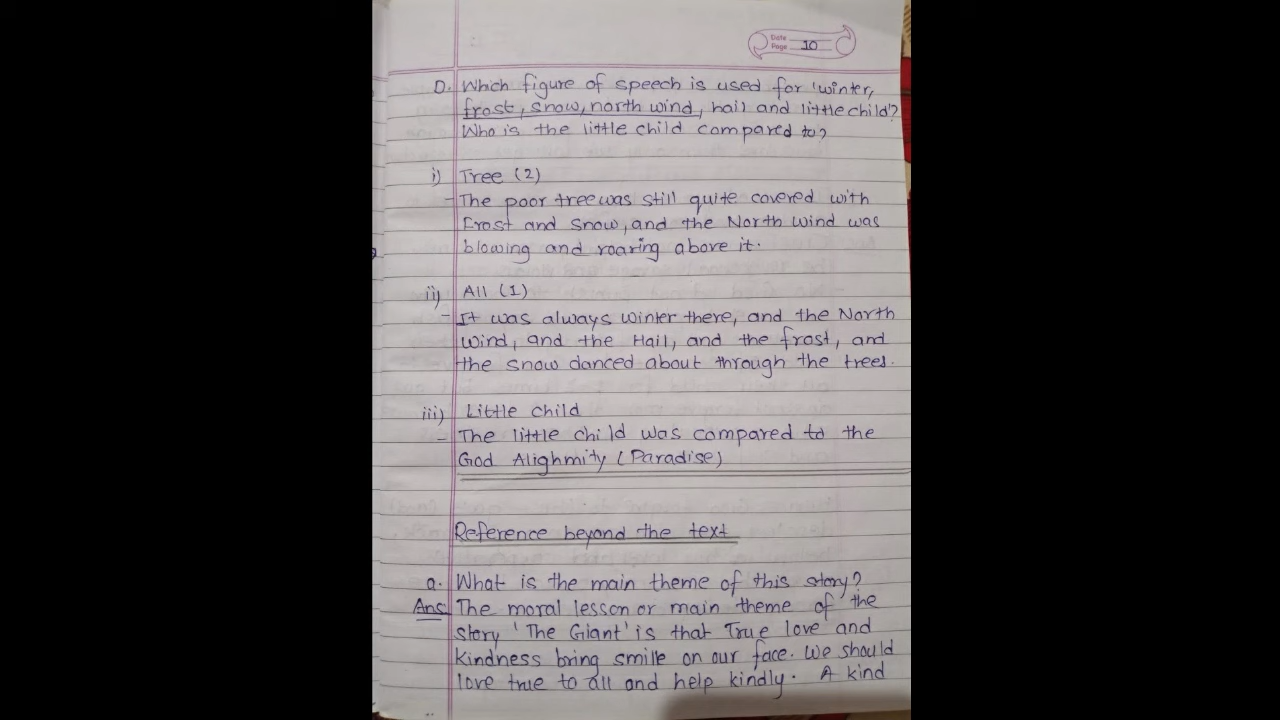 Date
Page 10
D. Which figure of speech is used for 'winter,
frost, snow, north wind, hail and little child'?
Who is the little child compared to?
i) Tree (2)
- The poor tree was still quite covered with
Frost and snow, and the North Wind was
blowing and roaring above it.
ii) All (1)
- It was always winter there, and the North
Wind, and the Hail, and the frost, and
the snow danced about through the trees.
iii) Little child
- The little child was compared to the
God Alighmity (Paradise)
Reference beyond the text
a. What is the main theme of this story?
Ans: The moral lesson or main theme of the
story 'The Giant' is that True love and
kindness bring smile on our face. We should
love true to all and help kindly. A kind